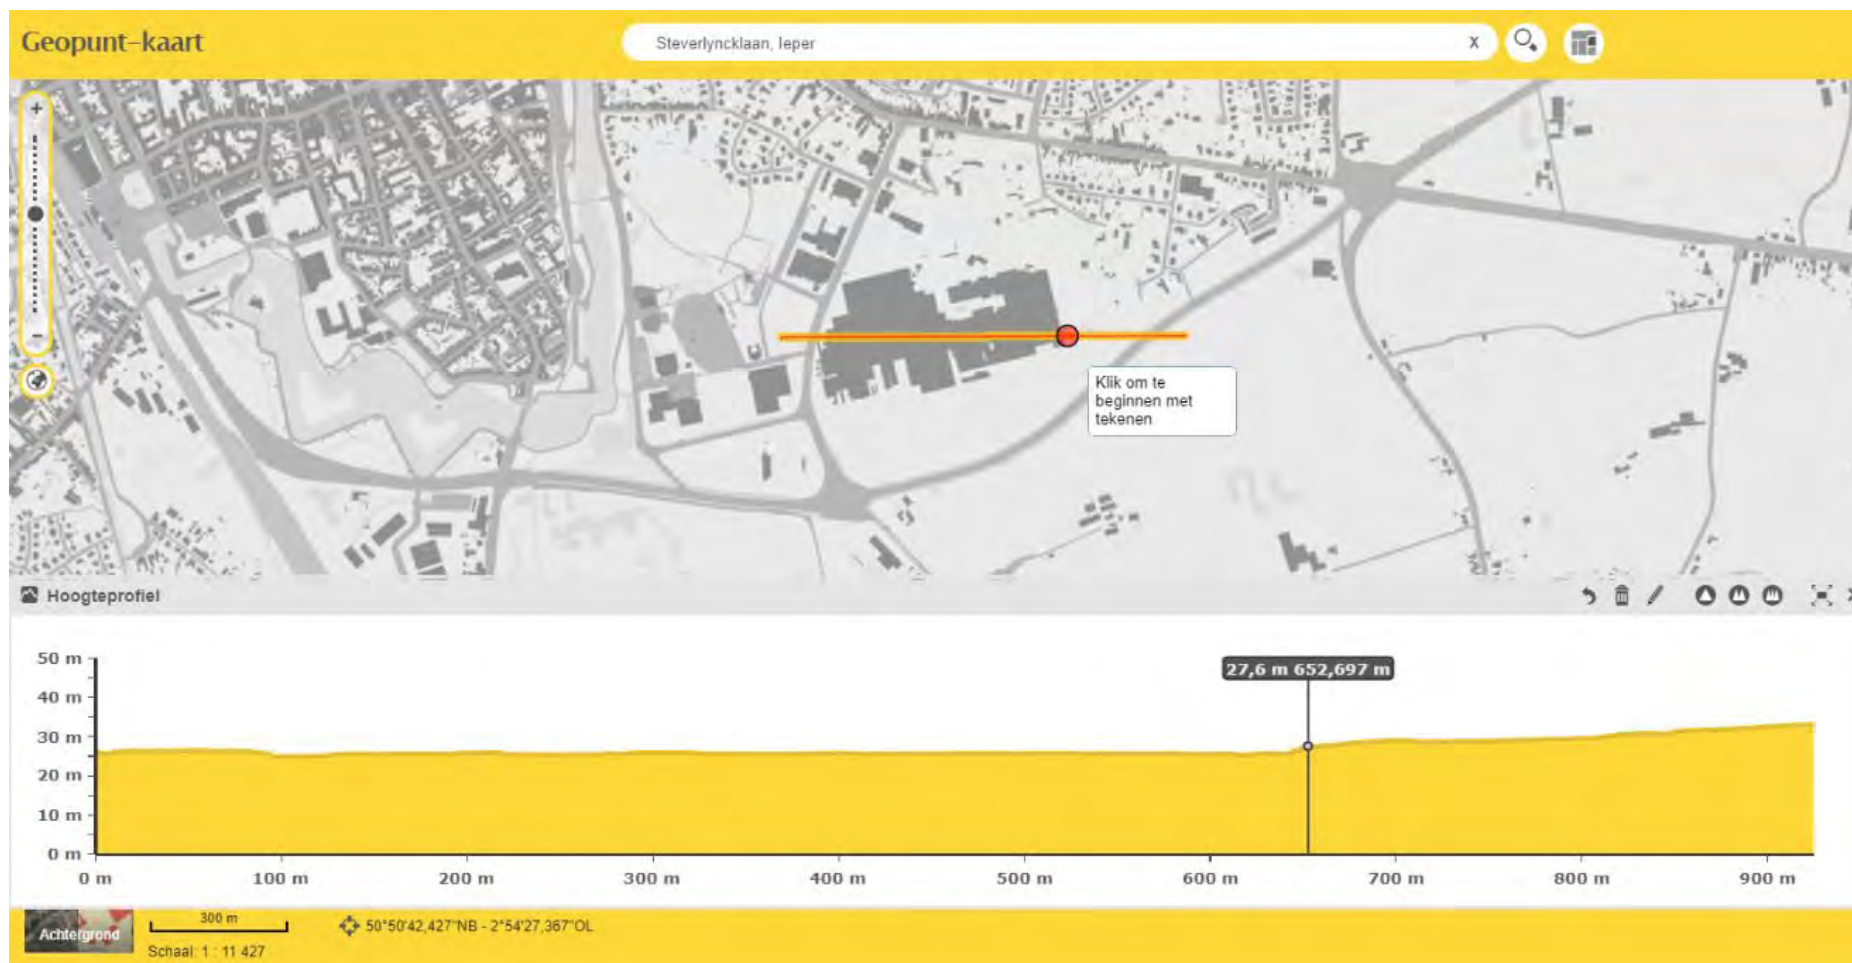 Geopunt-kaart
Steverlyncklaan, Ieper
X
+
-
Klik om te
beginnen met
tekenen
Hoogteprofiel
50 m
40 m
30 m
20 m
10 m
0 m
27,6 m 652,697 m
0 m 100 m 200 m 300 m 400 m 500 m 600 m 700 m 800 m 900 m
Achtergrond
300 m
Schaal: 1 : 11 427
50°50'42,427"NB - 2°54'27,367"OL